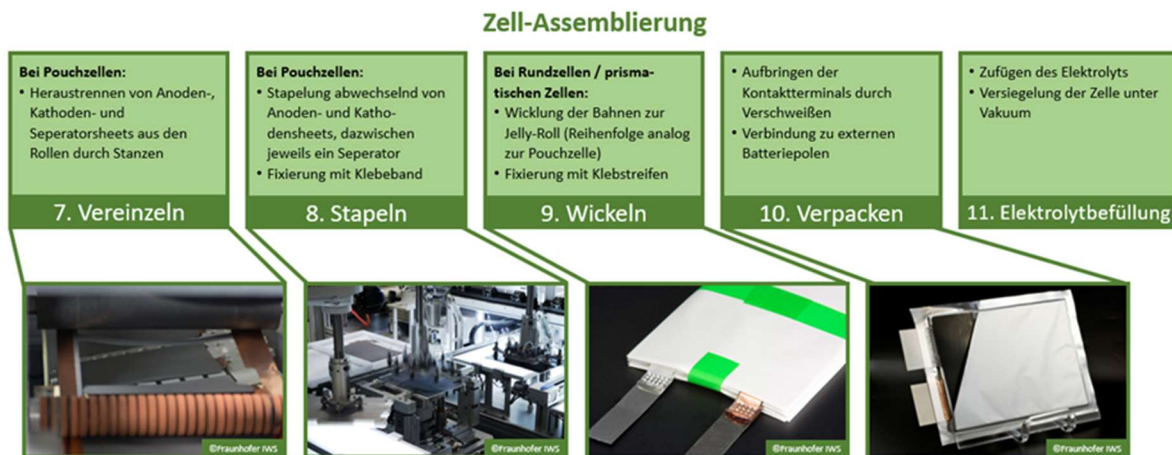 Zell-Assemblierung
Bei Pouchzellen:
• Heraustrennen von Anoden-,
Kathoden- und
Seperatorsheets aus den
Rollen durch Stanzen
7. Vereinzeln
Bei Pouchzellen:
• Stapelung abwechselnd von
Anoden- und Katho-
densheets, dazwischen
jeweils ein Seperator
• Fixierung mit Klebeband
8. Stapeln
Bei Rundzellen / prisma-
tischen Zellen:
• Wicklung der Bahnen zur
Jelly-Roll (Reihenfolge analog
zur Pouchzelle)
• Fixierung mit Klebstreifen
9. Wickeln
• Aufbringen der
Kontaktterminals durch
Verschweißen
• Verbindung zu externen
Batteriepolen
10. Verpacken
• Zufügen des Elektrolyts
• Versiegelung der Zelle unter
Vakuum
11. Elektrolytbefüllung
©Fraunhofer IWS
©Fraunhofer IWS
©Fraunhofer IWS
©Fraunhofer IWS